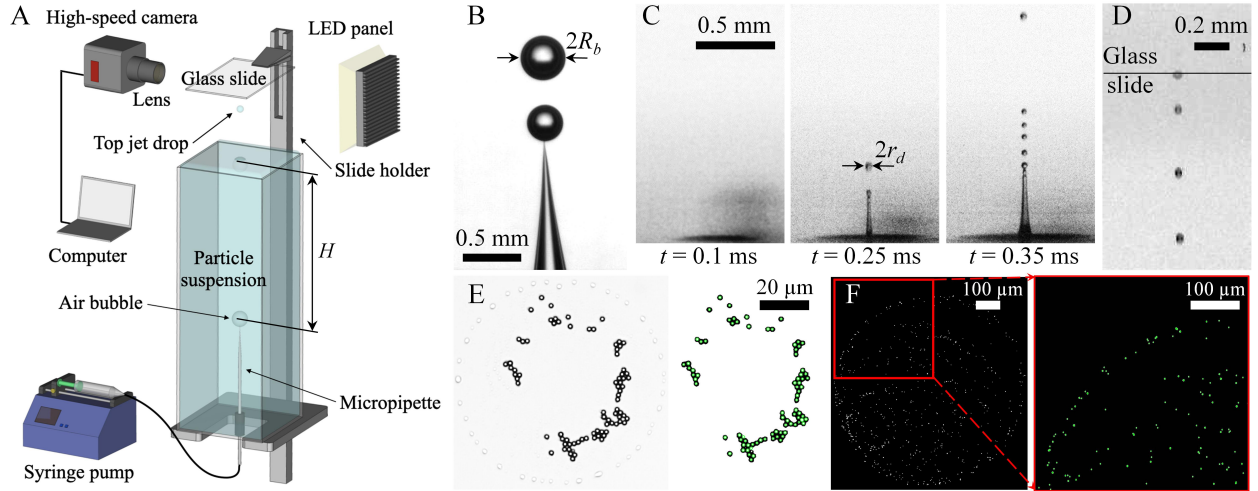 A
High-speed camera
Lens
LED panel
Glass slide
Top jet drop
Slide holder
Computer
Particle
suspension
H
Air bubble
Micropipette
Syringe pump
B
2R_b
0.5 mm
C
0.5 mm
2r_d
t = 0.1 ms
t = 0.25 ms
t = 0.35 ms
D
0.2 mm
Glass
slide
E
20 µm
F
100 µm
100 µm